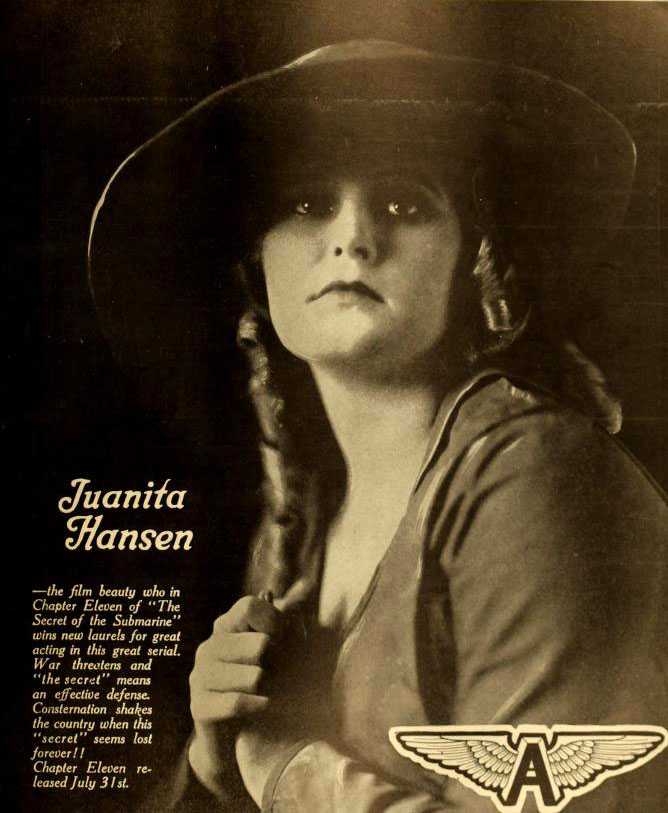 Juanita
Hansen
—the film beauty who in
Chapter Eleven of "The
Secret of the Submarine"
wins new laurels for great
acting in this great serial.
War threatens and
"the secret" means
an effective defense.
Consternation shakes
the country when this
"secret" seems lost
forever!!
Chapter Eleven re-
leased July 31st.
A